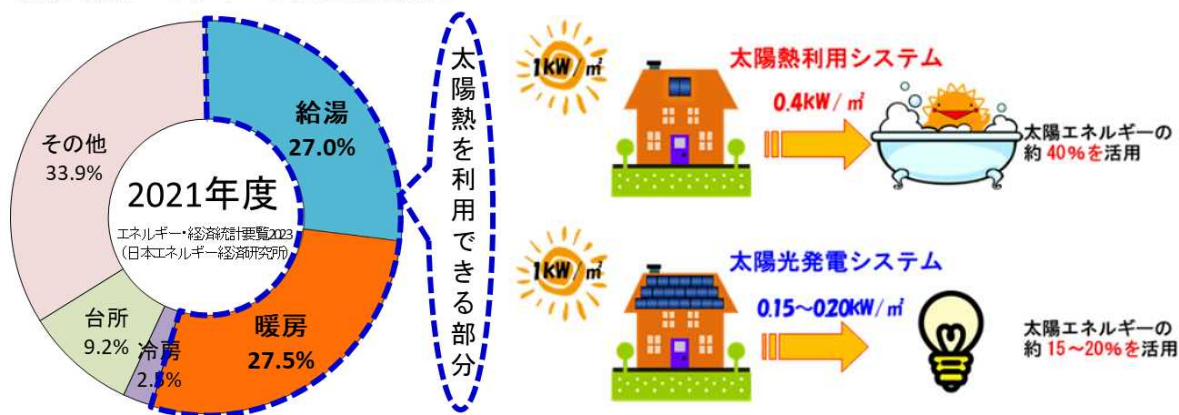 給湯
27.0%
暖房
27.5%
冷房
台所
9.2%
その他
33.9%
2021年度
エネルギー・経済統計要覧2023
(日本エネルギー経済研究所)
太陽熱を利用できる部分
1kW/㎡
太陽熱利用システム
0.4kW/㎡
太陽エネルギーの
約40%を活用
1kW/㎡
太陽光発電システム
0.15～0.20kW/㎡
太陽エネルギーの
約15～20%を活用